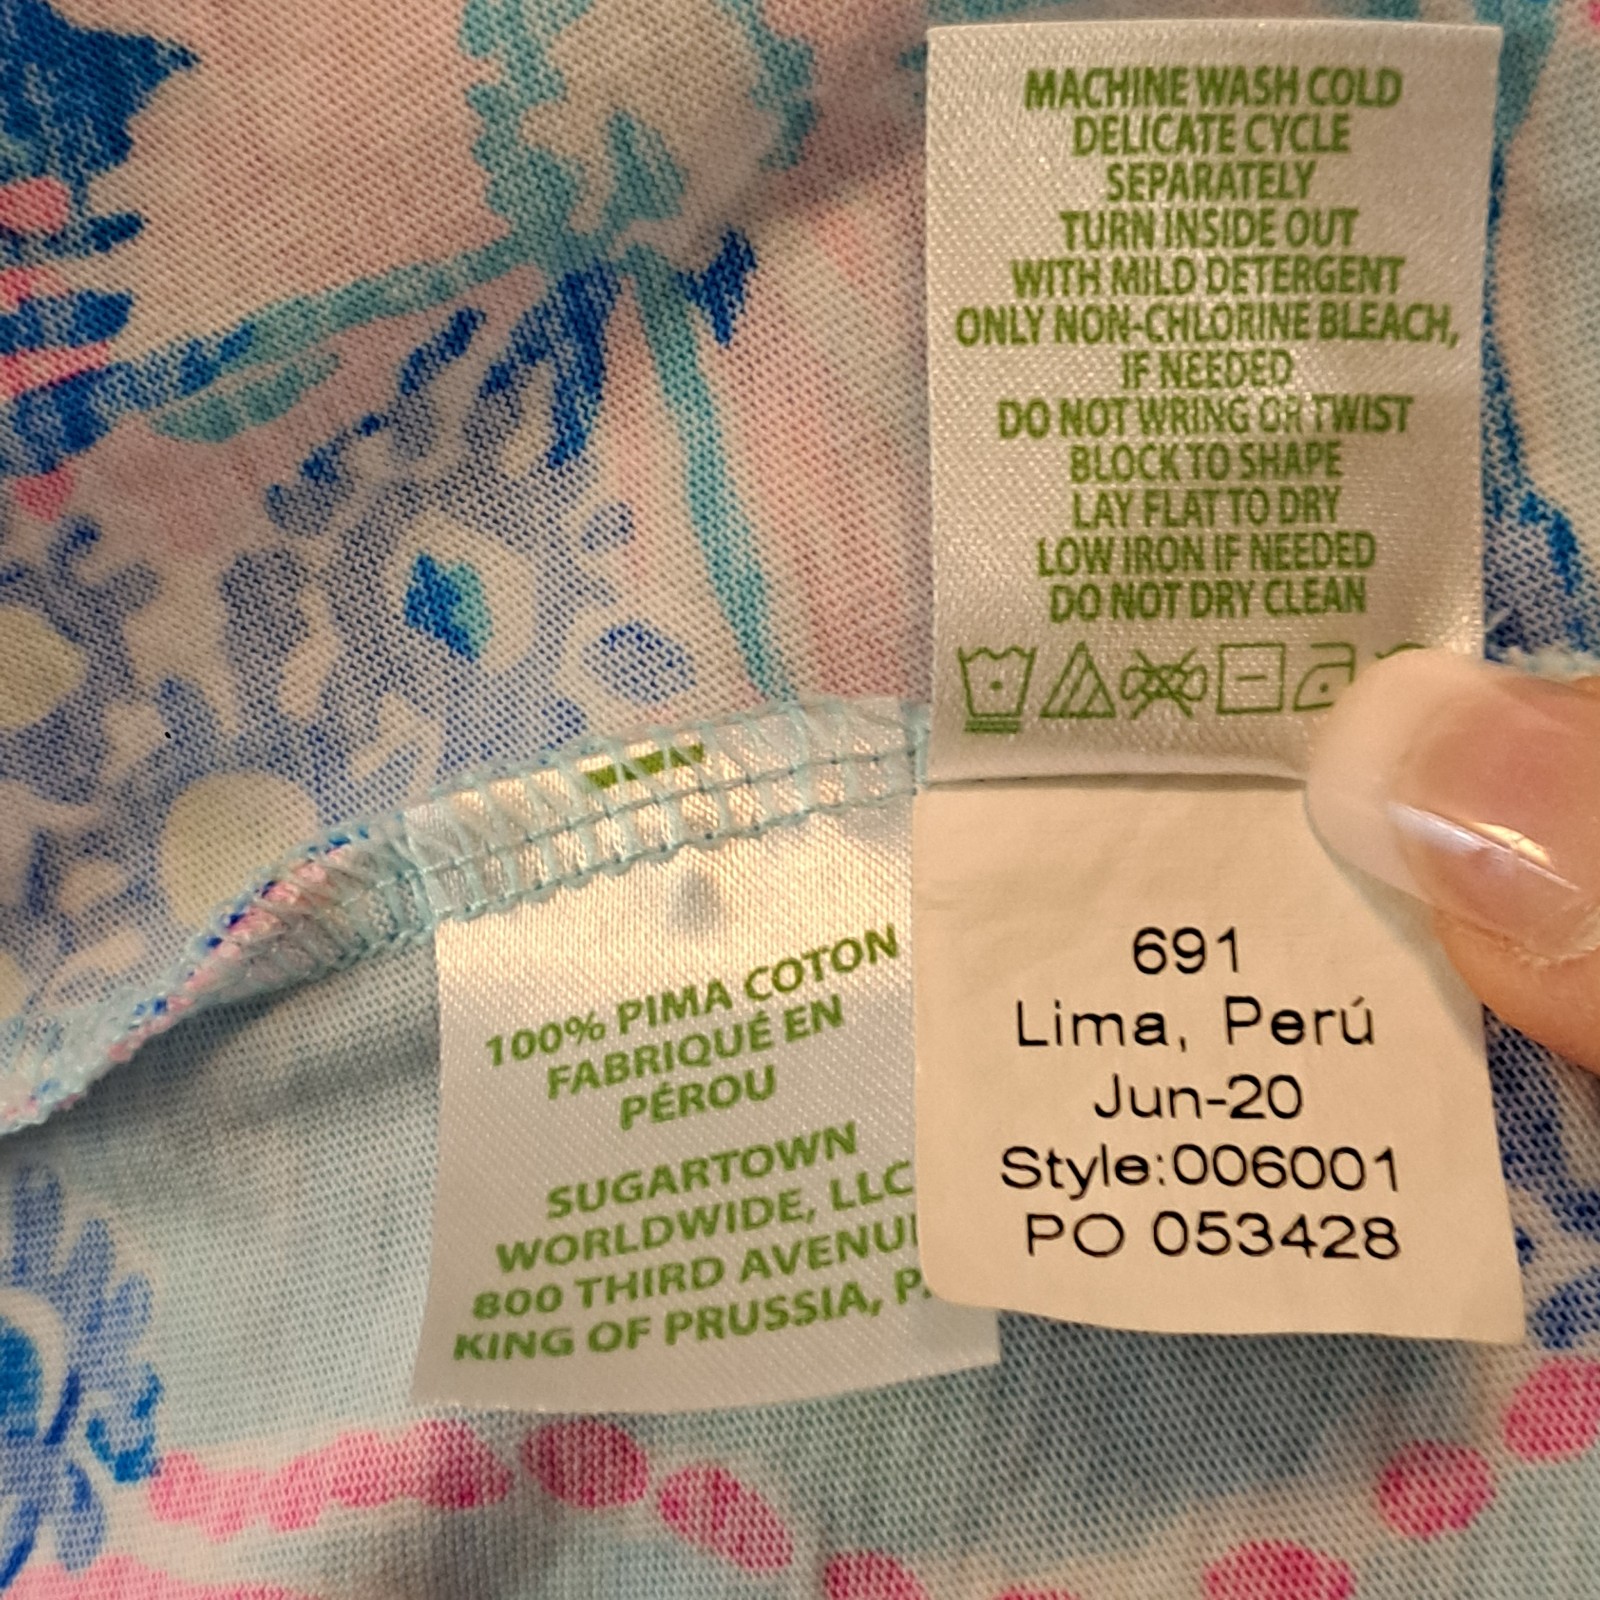 MACHINE WASH COLD
DELICATE CYCLE
SEPARATELY
TURN INSIDE OUT
WITH MILD DETERGENT
ONLY NON-CHLORINE BLEACH,
IF NEEDED
DO NOT WRING OR TWIST
BLOCK TO SHAPE
LAY FLAT TO DRY
LOW IRON IF NEEDED
DO NOT DRY CLEAN
100% PIMA COTON
FABRIQUÉ EN
PÉROU
SUGARTOWN
WORLDWIDE, LLC
800 THIRD
KING OF PRUSSIA,
691
Lima, Perú
Jun-20
Style:006001
PO 053428